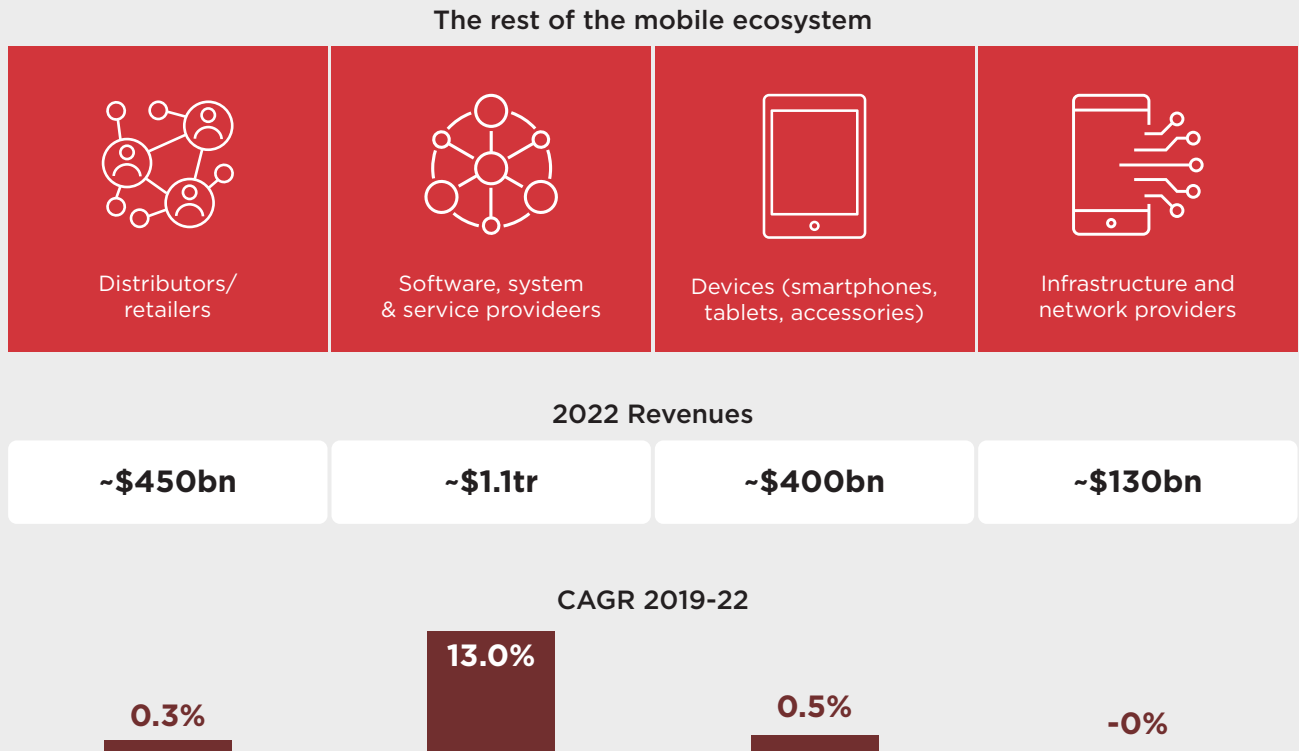 The rest of the mobile ecosystem
Distributors/
retailers
Software, system
& service provideers
Devices (smartphones,
tablets, accessories)
Infrastructure and
network providers
2022 Revenues
~$450bn
~$1.1tr
~$400bn
~$130bn
CAGR 2019-22
0.3%
13.0%
0.5%
-0%